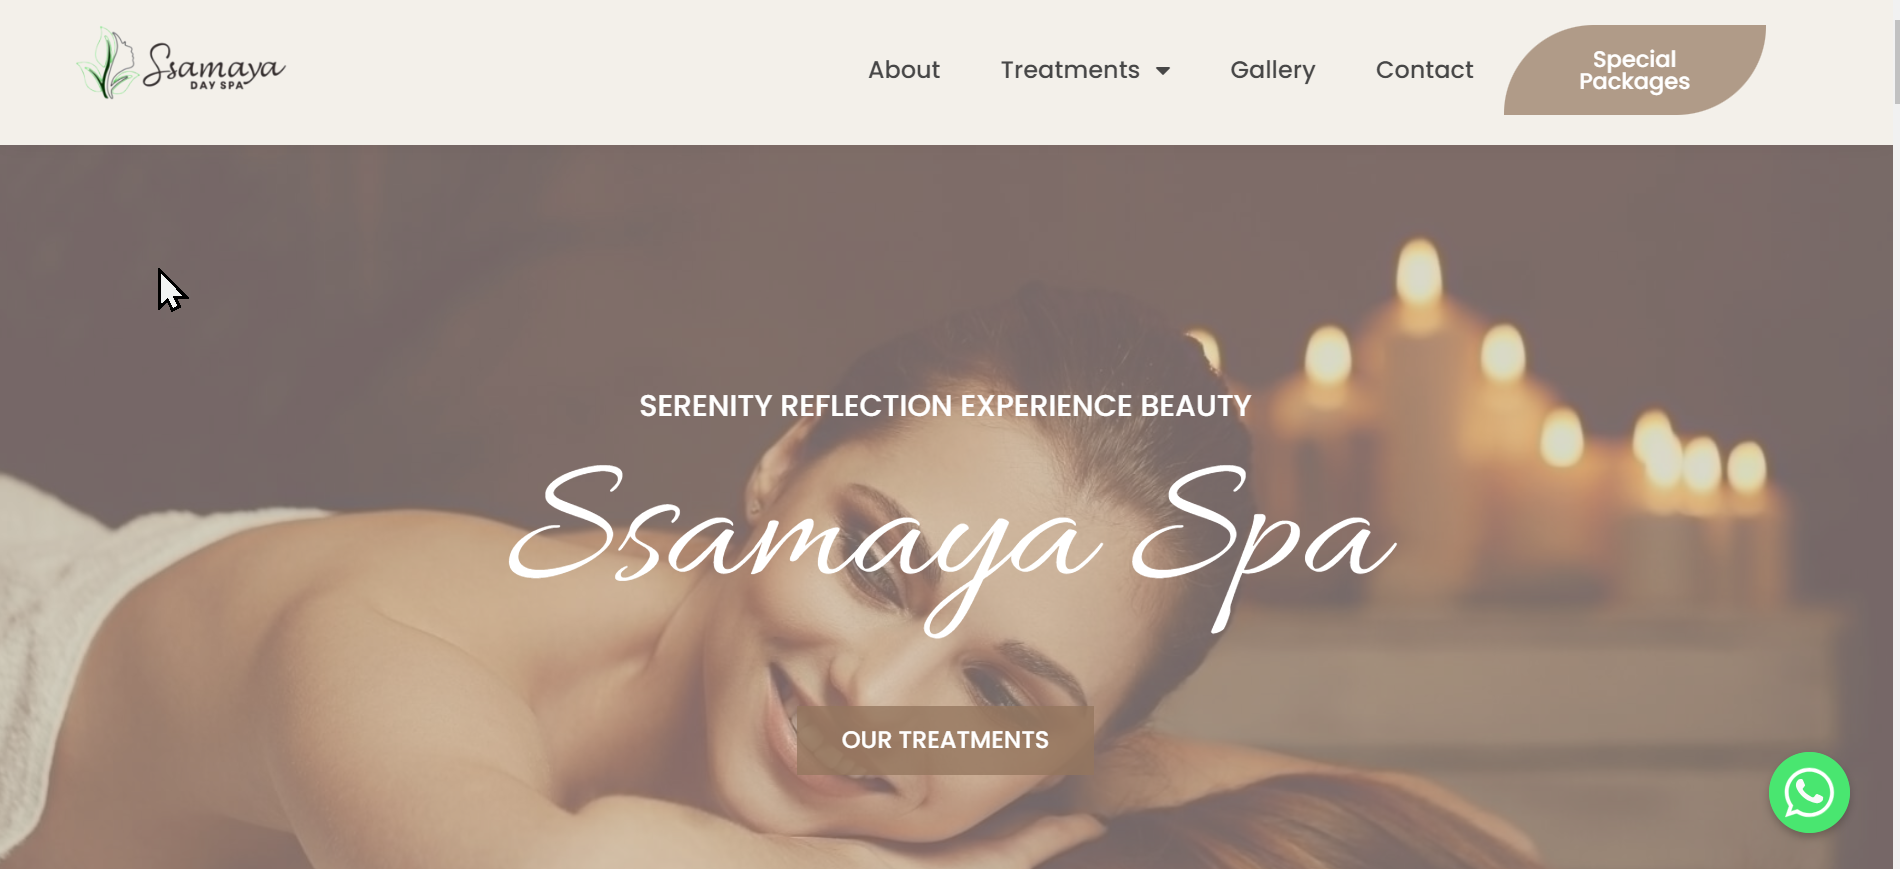 Ssamaya
DAY SPA
About
Treatments
Gallery
Contact
Special
Packages
SERENITY REFLECTION EXPERIENCE BEAUTY
Ssamaya Spa
OUR TREATMENTS